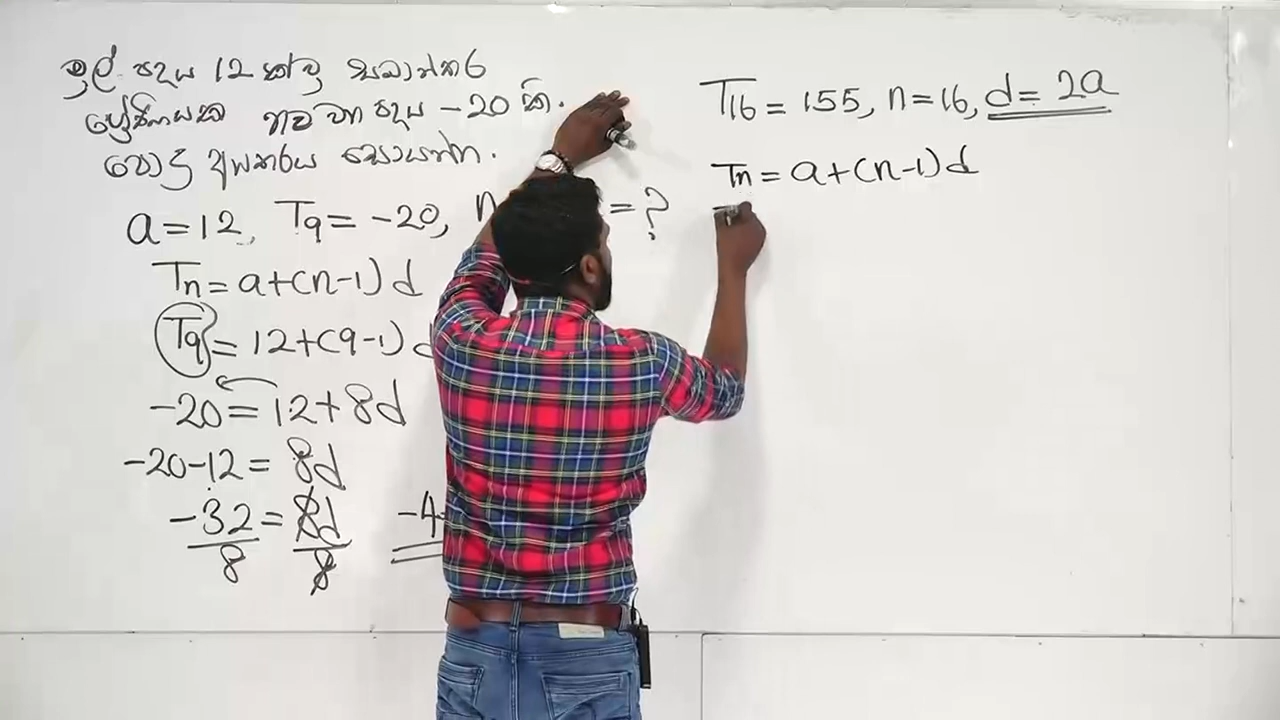 මුල් පදය 12 ක් වූ සමාන්තර
ශ්‍රේඪියක නව වන පදය -20 කි.
පොදු අන්තරය සොයන්න.
a = 12, T9 = -20, n = ?
Tn = a+(n-1) d
T9 = 12+(9-1) d
-20 = 12+8d
-20-12 = 8d
-32/8 = 8d/8 -4
T16 = 155, n=16, d= 2a
Tn = a+(n-1) d